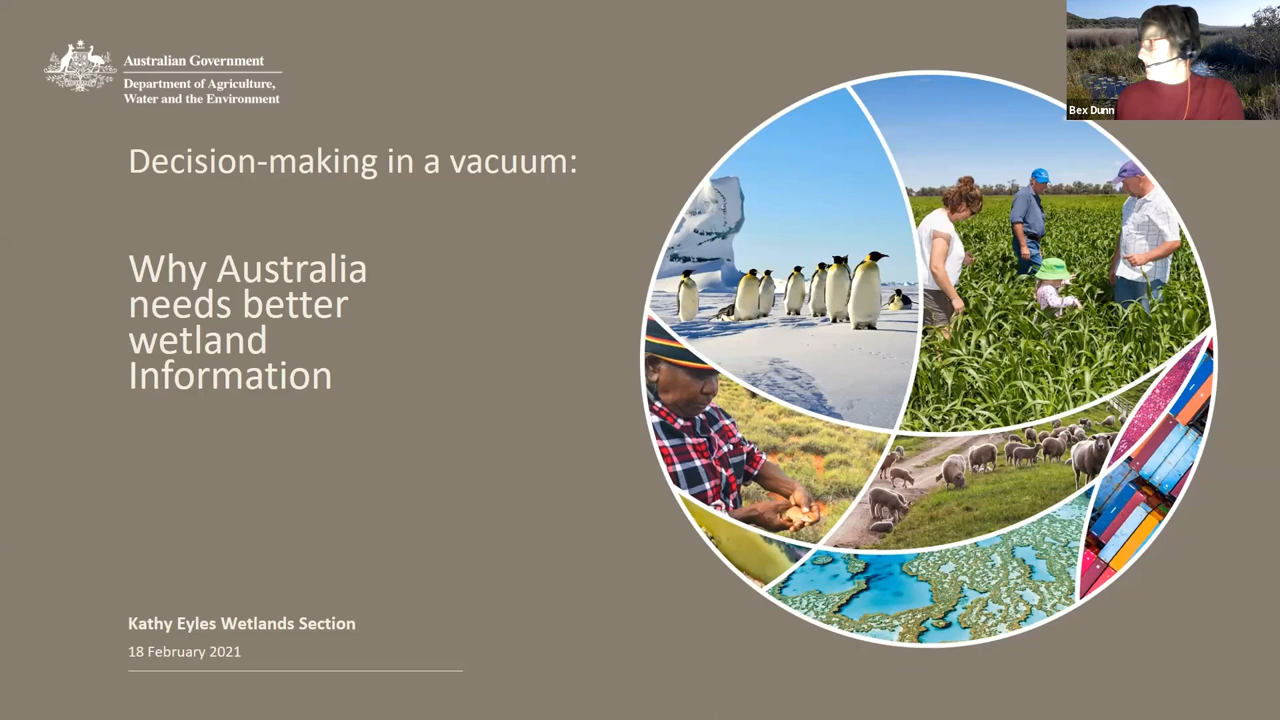 Australian Government
Department of Agriculture,
Water and the Environment
Bex Dunn
Decision-making in a vacuum:
Why Australia
needs better
wetland
Information
Kathy Eyles Wetlands Section
18 February 2021